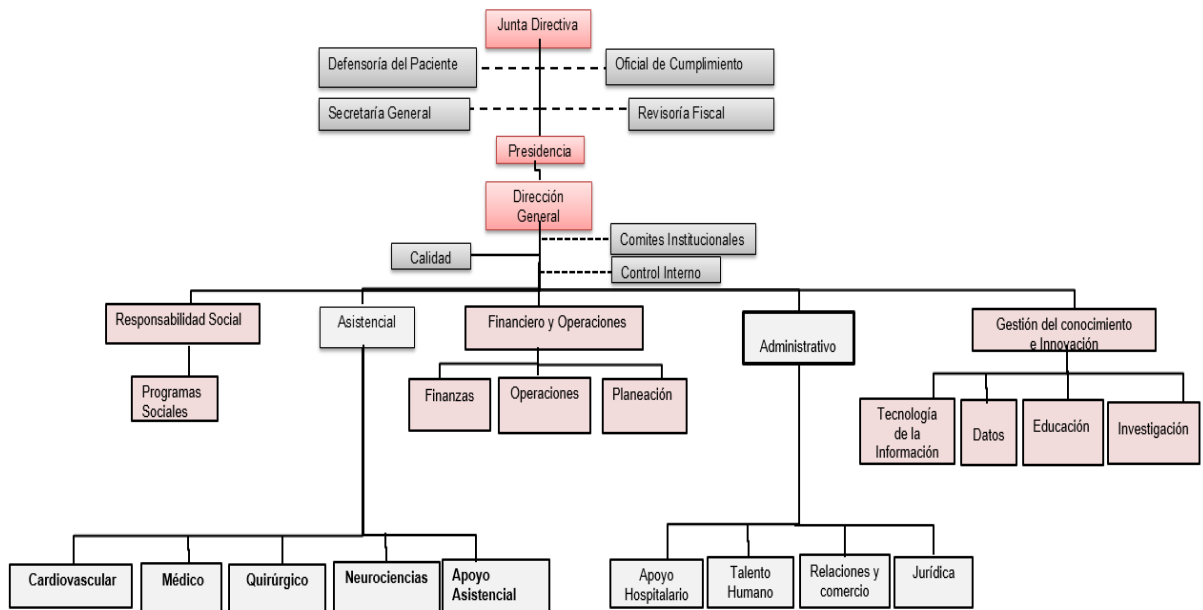 Junta Directiva
Defensoría del Paciente
Oficial de Cumplimiento
Secretaría General
Revisoría Fiscal
Presidencia
Dirección
General
Comites Institucionales
Calidad
Control Interno
Responsabilidad Social
Asistencial
Financiero y Operaciones
Administrativo
Gestión del conocimiento
e Innovación
Programas
Sociales
Finanzas
Operaciones
Planeación
Tecnología
de la
Información
Datos
Educación
Investigación
Cardiovascular
Médico
Quirúrgico
Neurociencias
Apoyo
Asistencial
Apoyo
Hospitalario
Talento
Humano
Relaciones y
comercio
Jurídica